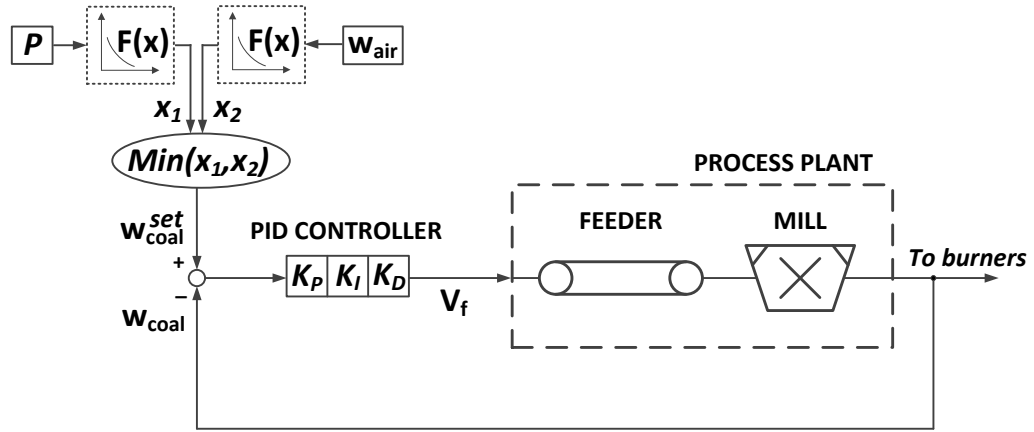 P
F(x)
F(x)
w_air
x_1
x_2
Min(x_1,x_2)
PROCESS PLANT
w_coal^set
PID CONTROLLER
FEEDER
MILL
To burners
+
K_P K_I K_D
V_f
−
w_coal